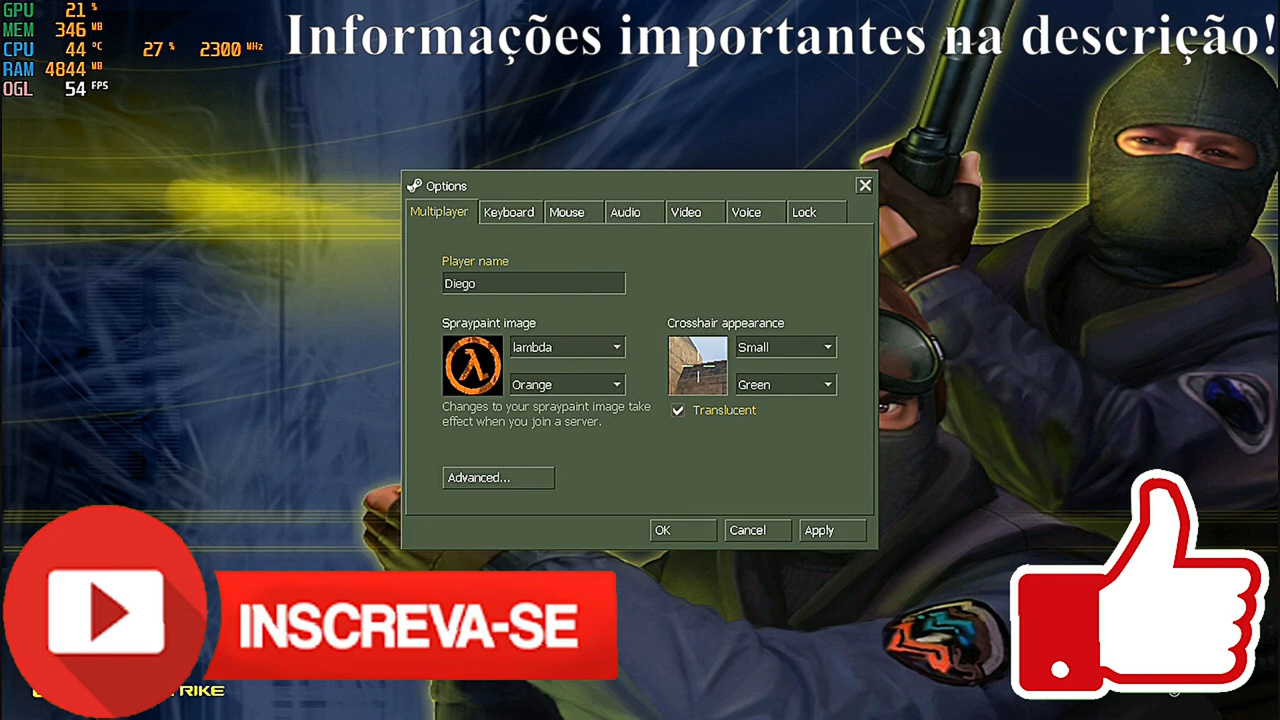 GPU 21 %
MEM 346 MB
CPU 44 °C 27 % 2300 MHz
RAM 4844 MB
OGL 54 FPS
Informações importantes na descrição!
Options
Multiplayer Keyboard Mouse Audio Video Voice Lock
Player name
Diego
Spraypaint image Crosshair appearance
lambda Small
Orange Green
Changes to your spraypaint image take
effect when you join a server.
Translucent
Advanced...
OK Cancel Apply
INSCREVA-SE
TRIKE